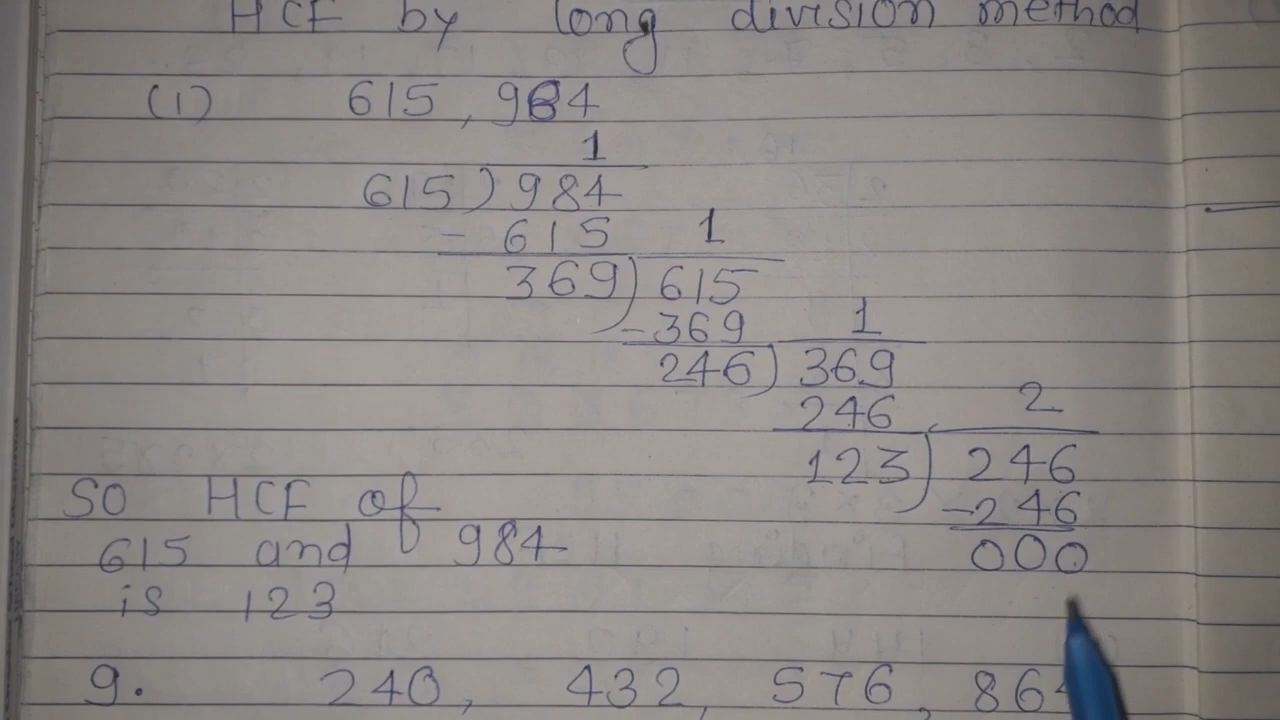 HCF by long division method
(1) 615, 984
1
615) 984
- 615 1
369) 615
-369 1
246) 369
246 2
123) 246
-246
000
SO HCF of
615 and 984
is 123
9. 240, 432, 576, 864